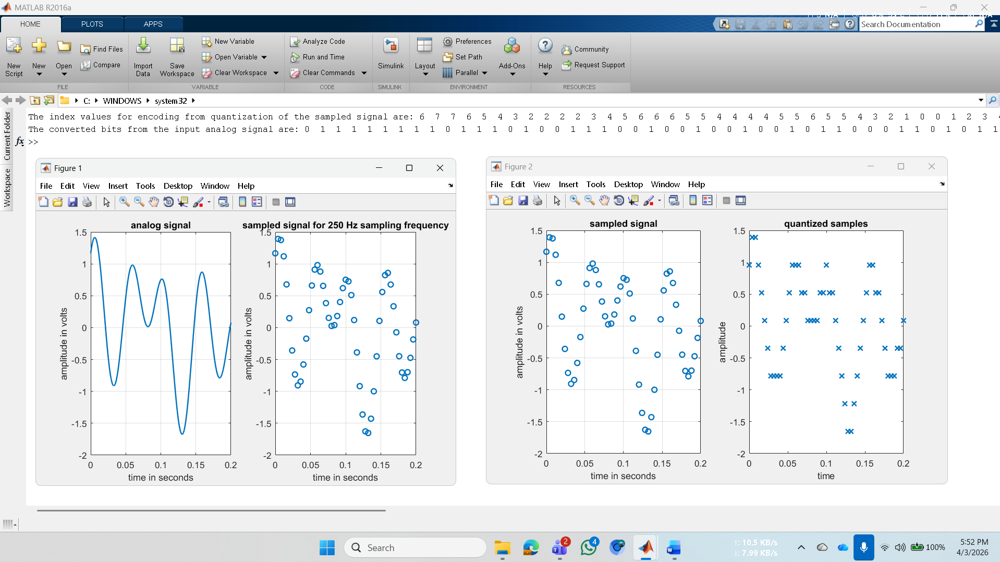 MATLAB R2016a
HOME PLOTS APPS
Search Documentation
New Script
New
Open
Find Files
Compare
Import Data
Save Workspace
New Variable
Open Variable
Clear Workspace
Analyze Code
Run and Time
Clear Commands
Simulink
Layout
Preferences
Set Path
Parallel
Add-Ons
Help
Community
Request Support
FILE VARIABLE CODE SIMULINK ENVIRONMENT RESOURCES
C: WINDOWS system32
Current Folder
Workspace
The index values for encoding from quantization of the sampled signal are: 6 7 7 6 5 4 3 2 2 2 2 3 4 5 6 6 6 5 5 4 4 4 4 5 5 6 5 5 4 3 2 1 0 0 1 2 3
The converted bits from the input analog signal are: 0 1 1 1 1 1 1 1 1 0 1 1 1 0 1 0 0 1 1 1 0 0 1 0 0 1 0 0 1 0 0 1 0 1 1 0 0 0 1 1 0 1 0 1 1
fx >>
Figure 1
File Edit View Insert Tools Desktop Window Help
analog signal
1.5
1
0.5
0
-0.5
-1
-1.5
-2
0 0.05 0.1 0.15 0.2
time in seconds
amplitude in volts
sampled signal for 250 Hz sampling frequency
1.5
1
0.5
0
-0.5
-1
-1.5
-2
0 0.05 0.1 0.15 0.2
time in seconds
amplitude in volts
Figure 2
File Edit View Insert Tools Desktop Window Help
sampled signal
1.5
1
0.5
0
-0.5
-1
-1.5
-2
0 0.05 0.1 0.15 0.2
time in seconds
amplitude in volts
quantized samples
1.5
1
0.5
0
-0.5
-1
-1.5
-2
0 0.05 0.1 0.15 0.2
time
amplitude
Search
2
4
↑: 10.5 KB/s
↓: 7.99 KB/s
100%
5:52 PM
4/3/2026